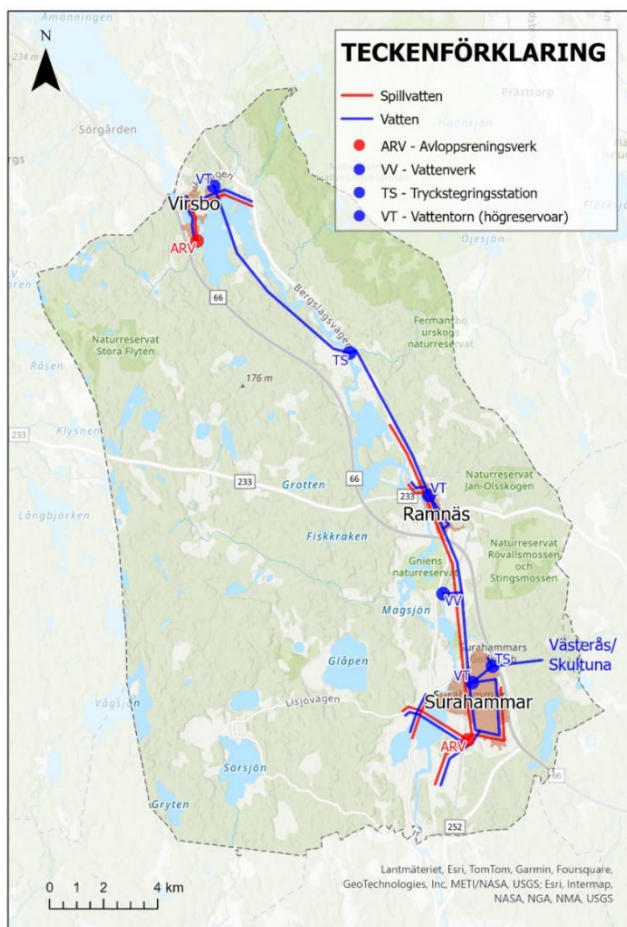 Ämänningen
N
234 m
Sörgården
Prästtorp
TECKENFÖRKLARING
Spillvatten
Vatten
ARV - Avloppsreningsverk
VV - Vattenverk
TS - Tryckstegringsstation
VT - Vattentorn (högreservoar)
VT
Virsbo
ARV
66
Bergslagsvägen
Fermansbo
urskogs
naturreservat
Naturreservat
Stora Flyten
TS
Råsen
176 m
233
Klysnen
66
233
Grotten
233
VT
Naturreservat
Jan-Olsskogen
Långbjörken
Ramnäs
Fiskkraken
Naturreservat
Rövallsmossen
och
Stingsmossen
Gniens
naturreservat
VV
Magsjön
Surahammars
TS
Västerås/
Skultuna
Glåpen
VT
Surahammar
Lisjövägen
Vågsjön
ARV
Sörsjön
66
Gryten
252
0 2 4 km
Lantmäteriet, Esri, TomTom, Garmin, Foursquare,
GeoTechnologies, Inc, METI/NASA, USGS; Esri, Intermap,
NASA, NGA, NMA, USGS